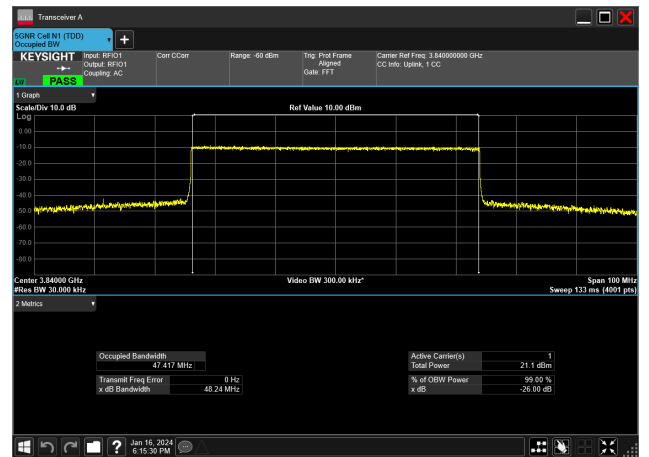 Transceiver A
5GNR Cell N1 (TDD)
Occupied BW
KEYSIGHT
Input: RFIO1
Output: RFIO1
Coupling: AC
Corr CCorr
Range: -60 dBm
Trig: Prot Frame
Aligned
Gate: FFT
Carrier Ref Freq: 3.840000000 GHz
CC Info: Uplink, 1 CC
PASS
1 Graph
Scale/Div 10.0 dB
Ref Value 10.00 dBm
Log
0.00
-10.0
-20.0
-30.0
-40.0
-50.0
-60.0
-70.0
-80.0
Center 3.84000 GHz
Video BW 300.00 kHz*
Span 100 MHz
#Res BW 30.000 kHz
Sweep 133 ms (4001 pts)
2 Metrics
Occupied Bandwidth
47.417 MHz
Transmit Freq Error 0 Hz
x dB Bandwidth 48.24 MHz
Active Carrier(s) 1
Total Power 21.1 dBm
% of OBW Power 99.00 %
x dB -26.00 dB
Jan 16, 2024
6:15:30 PM